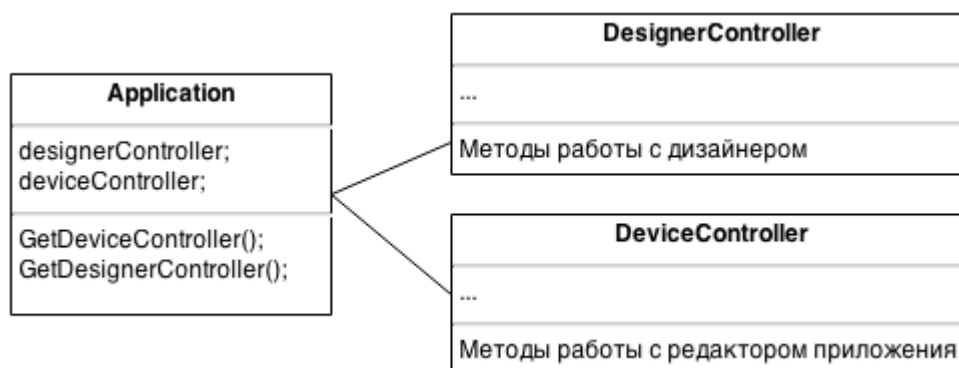 Application
designerController;
deviceController;
GetDeviceController();
GetDesignerController();
DesignerController
...
Методы работы с дизайнером
DeviceController
...
Методы работы с редактором приложения